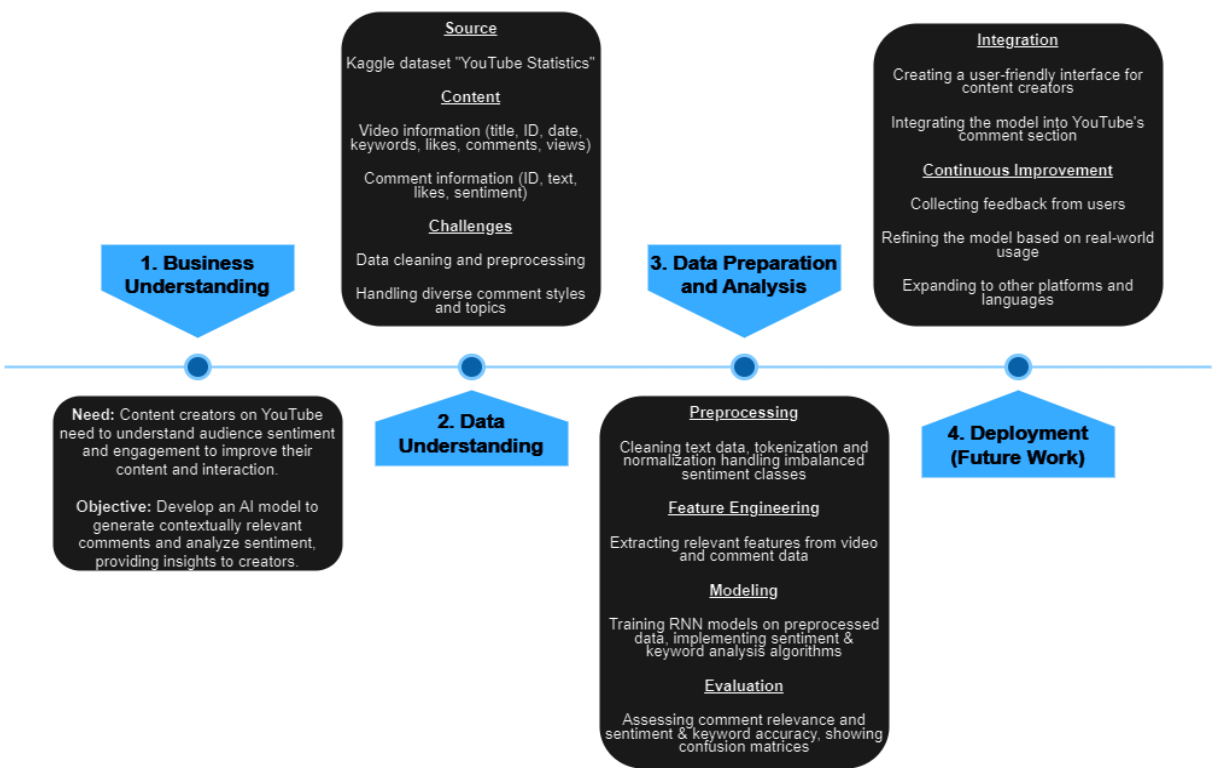 1. Business
Understanding
Need: Content creators on YouTube
need to understand audience sentiment
and engagement to improve their
content and interaction.
Objective: Develop an AI model to
generate contextually relevant
comments and analyze sentiment,
providing insights to creators.
Source
Kaggle dataset "YouTube Statistics"
Content
Video information (title, ID, date,
keywords, likes, comments, views)
Comment information (ID, text,
likes, sentiment)
Challenges
Data cleaning and preprocessing
Handling diverse comment styles
and topics
2. Data
Understanding
3. Data Preparation
and Analysis
Preprocessing
Cleaning text data, tokenization and
normalization handling imbalanced
sentiment classes
Feature Engineering
Extracting relevant features from video
and comment data
Modeling
Training RNN models on preprocessed
data, implementing sentiment &
keyword analysis algorithms
Evaluation
Assessing comment relevance and
sentiment & keyword accuracy, showing
confusion matrices
Integration
Creating a user-friendly interface for
content creators
Integrating the model into YouTube's
comment section
Continuous Improvement
Collecting feedback from users
Refining the model based on real-world
usage
Expanding to other platforms and
languages
4. Deployment
(Future Work)